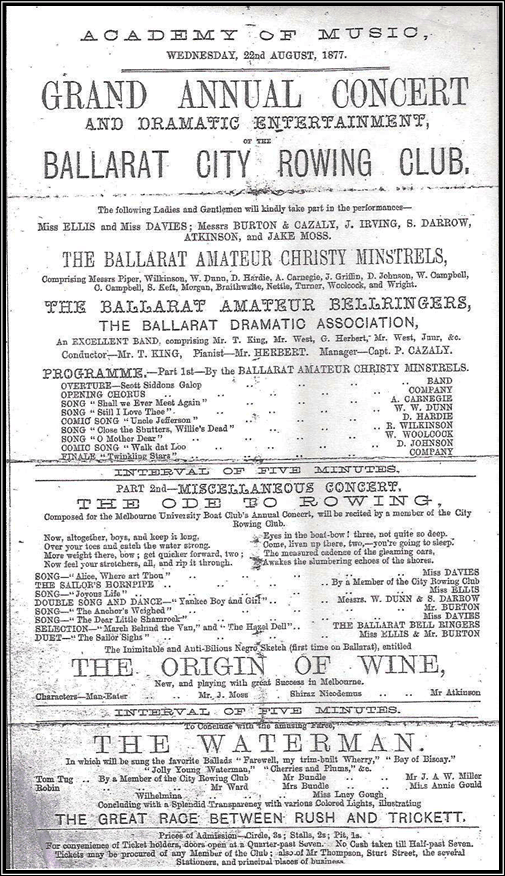 ACADEMY OF MUSIC,
WEDNESDAY, 22nd AUGUST, 1877.
GRAND ANNUAL CONCERT
AND DRAMATIC ENTERTAINMENT,
OF THE
BALLARAT CITY ROWING CLUB.
The following Ladies and Gentlemen will kindly take part in the performances—
Miss ELLIS and Miss DAVIES; Messrs BURTON & CAZALY, J. IRVING, S. DARROW,
ATKINSON, and JAKE MOSS.
THE BALLARAT AMATEUR CHRISTY MINSTRELS,
Comprising Messrs Piper, Wilkinson, W. Dunn, D. Hardie, A. Carnegie, J. Griffin, D. Johnson, W. Campbell,
C. Campbell, S. Keft, Morgan, Braithwaite, Nettle, Turner, Woolcock, and Wright.
THE BALLARAT AMATEUR BELLRINGERS,
THE BALLARAT DRAMATIC ASSOCIATION,
An EXCELLENT BAND, comprising Mr. T. King, Mr. West, G. Herbert, Mr. West, Junr, &c.
Conductor—Mr. T. KING, Pianist—Mr. HERBERT. Manager—Capt. P. CAZALY.
PROGRAMME.—Part 1st—By the BALLARAT AMATEUR CHRISTY MINSTRELS.
OVERTURE—Scott Siddons Galop .. .. .. BAND
OPENING CHORUS .. .. .. COMPANY
SONG "Shall we Ever Meet Again" .. .. .. A. CARNEGIE
SONG "Still I Love Thee" .. .. .. W. W. DUNN
COMIC SONG "Uncle Jefferson" .. .. .. D. HARDIE
SONG "Close the Shutters, Willie's Dead" .. .. .. R. WILKINSON
SONG "O Mother Dear" .. .. .. W. WOOLCOCK
COMIC SONG "Walk dat Loo .. .. .. D. JOHNSON
FINALE "Twinkling Stars" .. .. .. COMPANY
INTERVAL OF FIVE MINUTES.
PART 2nd—MISCELLANEOUS CONCERT.
THE ODE TO ROWING,
Composed for the Melbourne University Boat Club's Annual Concert, will be recited by a member of the City
Rowing Club.
Now, altogether, boys, and keep it long,
Over your toes and catch the water strong.
More weight there, bow; get quicker forward, two;
Now feel your stretchers, all, and rip it through.
Eyes in the boat-bow! three, not quite so deep.
Come, liven up there, two,—you're going to sleep.
The measured cadence of the gleaming oars,
Awakes the slumbering echoes of the shores.
SONG—"Alice, Where art Thou" .. .. .. Miss DAVIES
THE SAILOR'S HORNPIPE .. .. .. By a Member of the City Rowing Club
SONG—"Joyous Life" .. .. .. Miss ELLIS
DOUBLE SONG AND DANCE—"Yankee Boy and Girl" .. .. Messrs. W. DUNN & S. DARROW
SONG—"The Anchor's Weighed" .. .. .. Mr. BURTON
SONG—"The Dear Little Shamrock" .. .. .. Miss DAVIES
SELECTION—"March Behind the Van," and "The Hazel Dell" .. THE BALLARAT BELL RINGERS
DUET—"The Sailor Sighs" .. .. .. Miss ELLIS & Mr. BURTON
The Inimitable and Anti-Bilious Negro Sketch (first time on Ballarat), entitled
THE ORIGIN OF WINE,
New, and playing with great Success in Melbourne.
Characters—Man-Eater .. .. Mr. J. Moss Shiraz Nicodemus .. .. Mr Atkinson
INTERVAL OF FIVE MINUTES.
To Conclude with the amusing Farce,
THE WATERMAN.
In which will be sung the favorite Ballads "Farewell, my trim-built Wherry," "Bay of Biscay."
"Jolly Young Waterman," "Cherries and Plums," &c.
Tom Tug .. By a Member of the City Rowing Club Mr Bundle .. .. Mr J. A W. Miller
Robin .. .. Mr Ward Mrs Bundle .. .. Miss Annie Gould
Wilhelmina .. .. Miss Lucy Gough
Concluding with a Splendid Transparency with various Colored Lights, illustrating
THE GREAT RACE BETWEEN RUSH AND TRICKETT.
Prices of Admission—Circle, 3s; Stalls, 2s; Pit, 1s.
For convenience of Ticket holders, doors open at a Quarter-past Seven. No Cash taken till Half-past Seven.
Tickets may be procured of any Member of the Club; also of Mr Thompson, Sturt Street, the several
Stationers, and principal places of business.